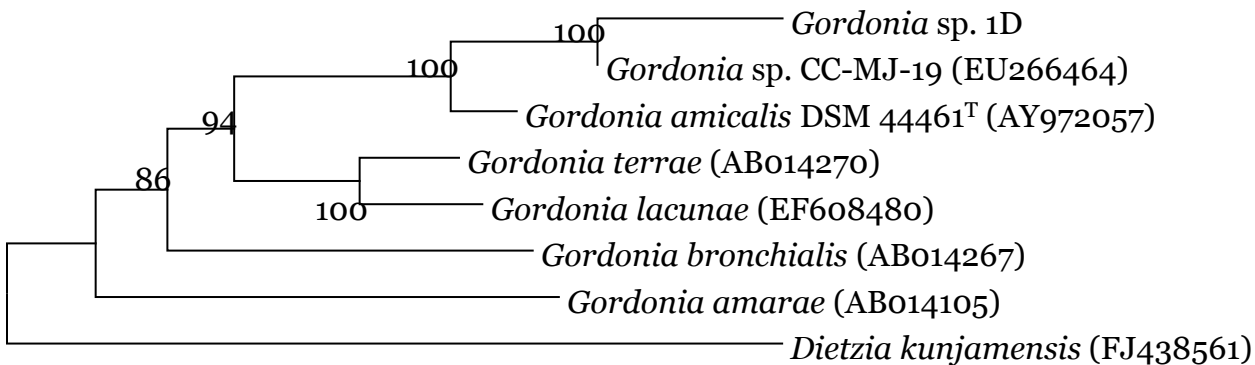 100 Gordonia sp. 1D
100 Gordonia sp. CC-MJ-19 (EU266464)
94 Gordonia amicalis DSM 44461ᵀ (AY972057)
86 Gordonia terrae (AB014270)
100 Gordonia lacunae (EF608480)
Gordonia bronchialis (AB014267)
Gordonia amarae (AB014105)
Dietzia kunjamensis (FJ438561)